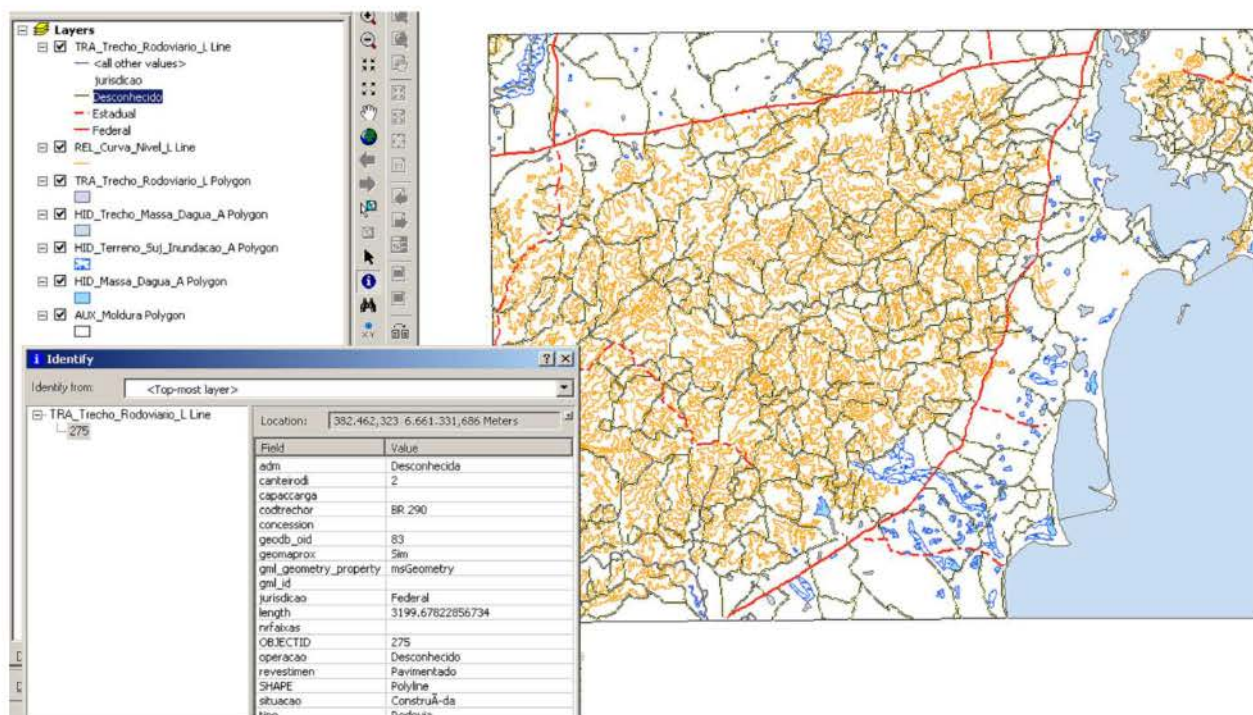 Layers
TRA_Trecho_Rodoviario_L Line
<all other values>
jurisdicao
Desconhecido
Estadual
Federal
REL_Curva_Nivel_L Line
TRA_Trecho_Rodoviario_L Polygon
HID_Trecho_Massa_Dagua_A Polygon
HID_Terreno_Suj_Inundacao_A Polygon
HID_Massa_Dagua_A Polygon
AUX_Moldura Polygon
Identify
Identify from: <Top-most layer>
TRA_Trecho_Rodoviario_L Line
275
Location: 382.462,323 6.661.331,686 Meters
Field Value
adm Desconhecida
canteirodi 2
capaccarga
codtrechor BR 290
concession
geodb_oid 83
geomaprox Sim
gml_geometry_property msGeometry
gml_id
jurisdicao Federal
length 3199.67822856734
nrfaixas
OBJECTID 275
operacao Desconhecido
revestimen Pavimentado
SHAPE Polyline
situacao ConstruÃ-da